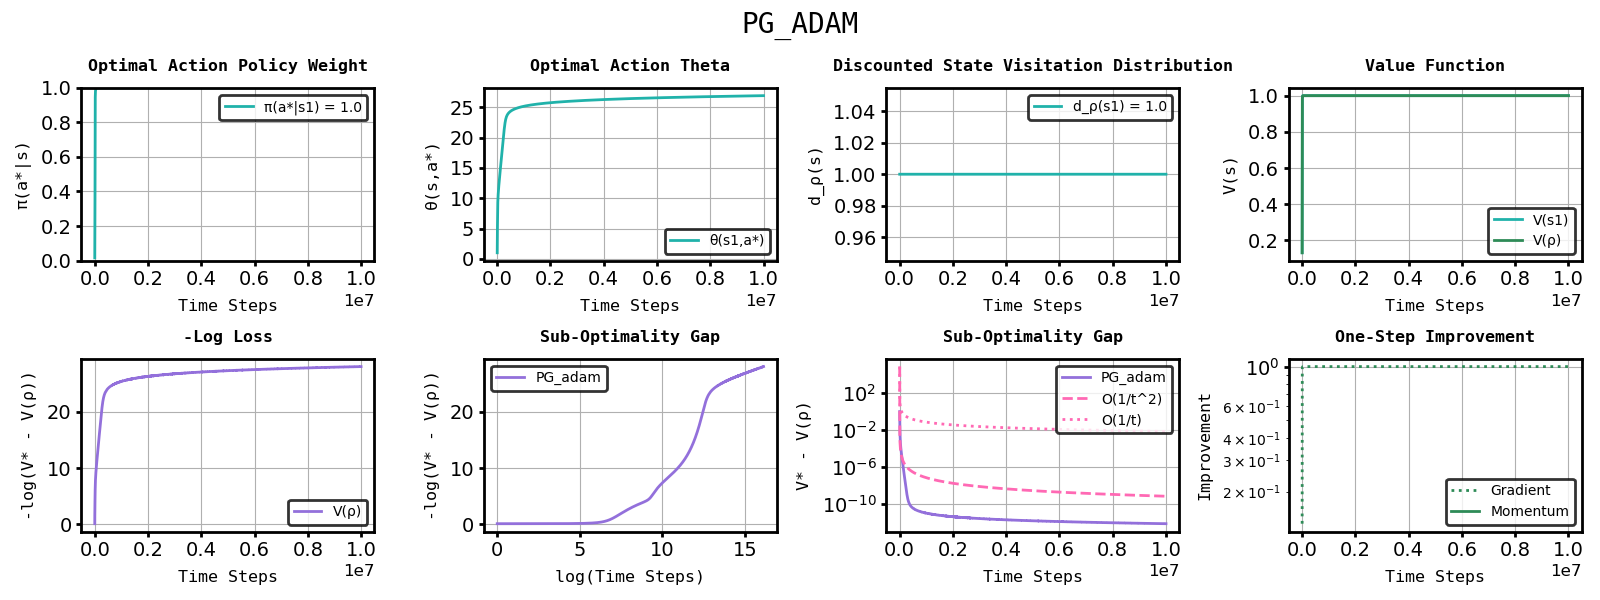 PG_ADAM
Optimal Action Policy Weight
π(a*|s)
1.0
0.8
0.6
0.4
0.2
0.0
π(a*|s1) = 1.0
0.0 0.2 0.4 0.6 0.8 1.0
1e7
Time Steps
Optimal Action Theta
θ(s,a*)
25
20
15
10
5
0
θ(s1,a*)
0.0 0.2 0.4 0.6 0.8 1.0
1e7
Time Steps
Discounted State Visitation Distribution
d_ρ(s)
1.04
1.02
1.00
0.98
0.96
d_ρ(s1) = 1.0
0.0 0.2 0.4 0.6 0.8 1.0
1e7
Time Steps
Value Function
V(s)
1.0
0.8
0.6
0.4
0.2
V(s1)
V(ρ)
0.0 0.2 0.4 0.6 0.8 1.0
1e7
Time Steps
-Log Loss
-log(V* - V(ρ))
20
10
0
V(ρ)
0.0 0.2 0.4 0.6 0.8 1.0
1e7
Time Steps
Sub-Optimality Gap
-log(V* - V(ρ))
20
10
0
PG_adam
0 5 10 15
log(Time Steps)
Sub-Optimality Gap
V* - V(ρ)
10²
10⁻²
10⁻⁶
10⁻¹⁰
PG_adam
O(1/t^2)
O(1/t)
0.0 0.2 0.4 0.6 0.8 1.0
1e7
Time Steps
One-Step Improvement
Improvement
10⁰
6 × 10⁻¹
4 × 10⁻¹
3 × 10⁻¹
2 × 10⁻¹
Gradient
Momentum
0.0 0.2 0.4 0.6 0.8 1.0
1e7
Time Steps